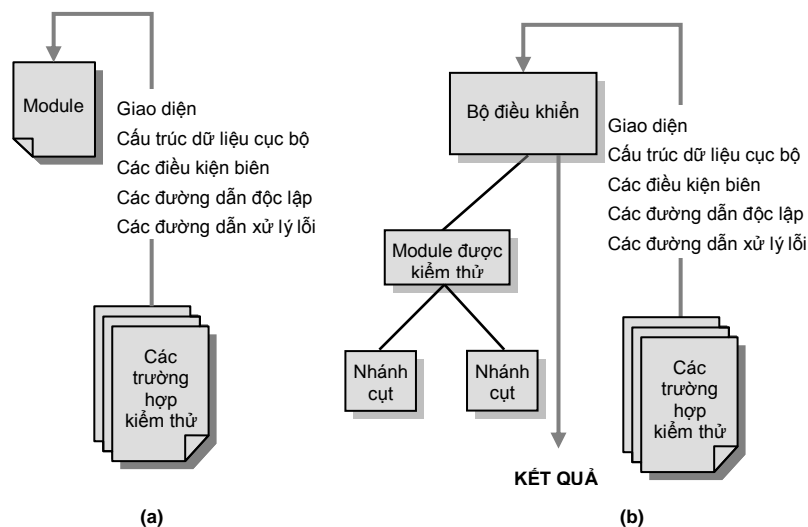 Module
Giao diện
Cấu trúc dữ liệu cục bộ
Các điều kiện biên
Các đường dẫn độc lập
Các đường dẫn xử lý lỗi
Các
trường
hợp
kiểm thử
(a)
Bộ điều khiển
Giao diện
Cấu trúc dữ liệu cục bộ
Các điều kiện biên
Các đường dẫn độc lập
Các đường dẫn xử lý lỗi
Module được
kiểm thử
Nhánh
cụt
Nhánh
cụt
Các
trường
hợp
kiểm thử
KẾT QUẢ
(b)